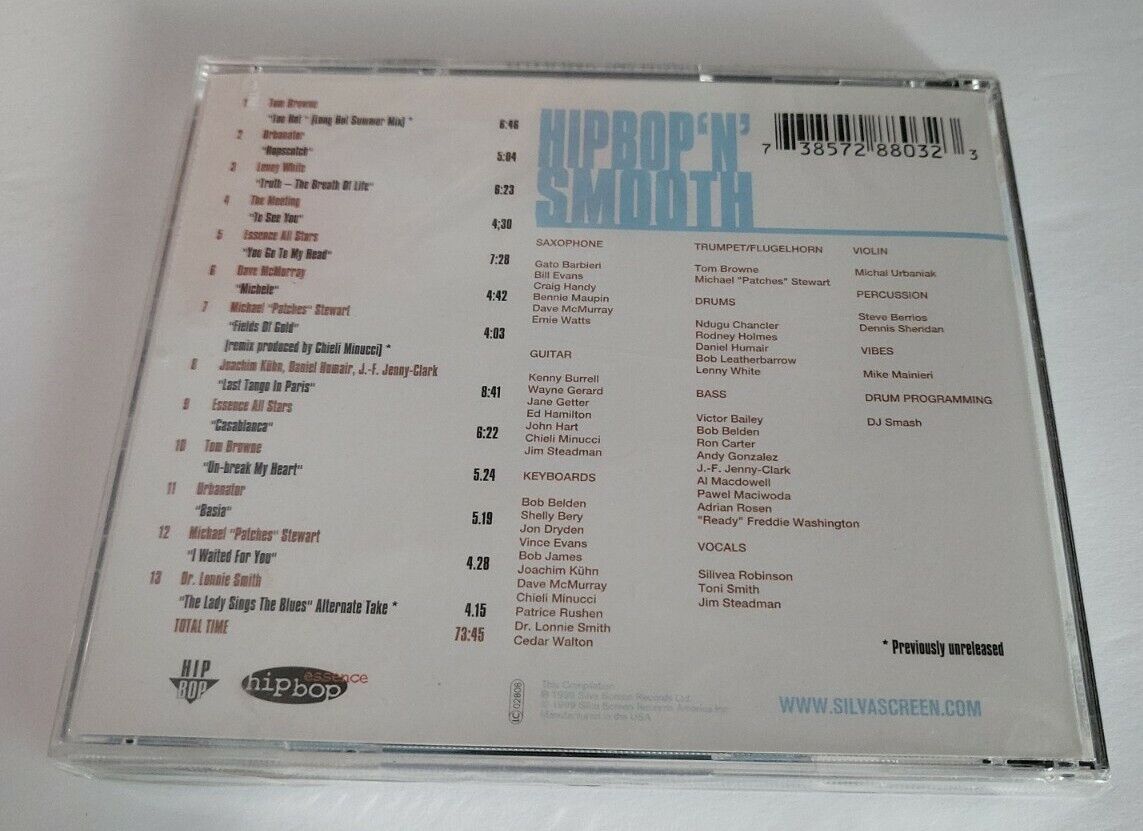 1 Tom Browne
"Too Hot" (Long Hot Summer Mix) * 6:46
2 Urbanator
"Hopscotch" 5:04
3 Lenny White
"Truth – The Breath Of Life" 6:23
4 The Meeting
"To See You" 4;30
5 Essence All Stars
"You Go To My Head" 7:28
6 Dave McMurray
"Michele" 4:42
7 Michael "Patches" Stewart
"Fields Of Gold" 4:03
(remix produced by Chieli Minucci) *
8 Joachim Kühn, Daniel Humair, J.-F. Jenny-Clark
"Last Tango In Paris" 8:41
9 Essence All Stars
"Casablanca" 6:22
10 Tom Browne
"Un-break My Heart" 5.24
11 Urbanator
"Basia" 5.19
12 Michael "Patches" Stewart
"I Waited For You" 4.28
13 Dr. Lonnie Smith
"The Lady Sings The Blues" Alternate Take * 4.15
TOTAL TIME 73:45
HIP
BOP
essence
hipbop
HIPBOP 'N'
SMOOTH
7 38572 88032 3
SAXOPHONE
Gato Barbieri
Bill Evans
Craig Handy
Bennie Maupin
Dave McMurray
Ernie Watts
GUITAR
Kenny Burrell
Wayne Gerard
Jane Getter
Ed Hamilton
John Hart
Chieli Minucci
Jim Steadman
KEYBOARDS
Bob Belden
Shelly Bery
Jon Dryden
Vince Evans
Bob James
Joachim Kühn
Dave McMurray
Chieli Minucci
Patrice Rushen
Dr. Lonnie Smith
Cedar Walton
TRUMPET/FLUGELHORN
Tom Browne
Michael "Patches" Stewart
DRUMS
Ndugu Chancler
Rodney Holmes
Daniel Humair
Bob Leatherbarrow
Lenny White
BASS
Victor Bailey
Bob Belden
Ron Carter
Andy Gonzalez
J.-F. Jenny-Clark
Al Macdowell
Pawel Maciwoda
Adrian Rosen
"Ready" Freddie Washington
VOCALS
Silvea Robinson
Toni Smith
Jim Steadman
VIOLIN
Michal Urbaniak
PERCUSSION
Steve Berrios
Dennis Sheridan
VIBES
Mike Mainieri
DRUM PROGRAMMING
DJ Smash
* Previously unreleased
LC 02808
This Compilation
℗ 1999 Silva Screen Records Ltd.
© 1999 Silva Screen Records America Inc.
Manufactured in the USA
WWW.SILVASCREEN.COM